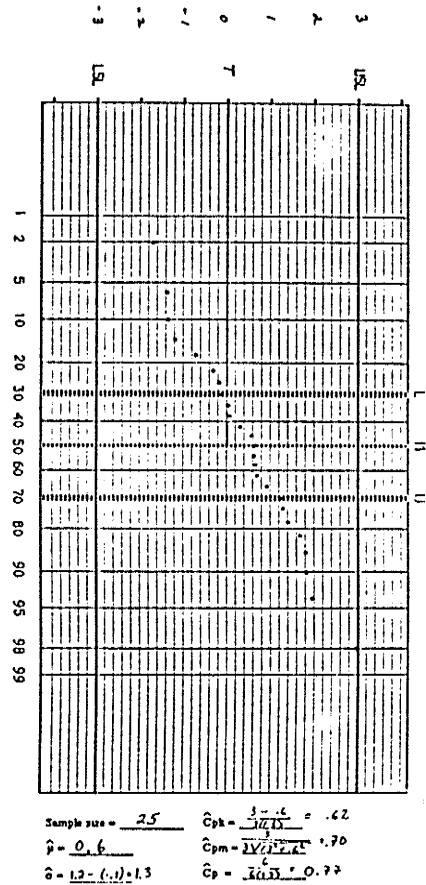 -3 -2 -1 0 1 2 3
LSL T USL
1
2
5
10
20
30 L
40
50 M
60
70 U
80
90
95
98
99
Sample size = 25
μ̂ = 0.6
σ̂ = 1.2 - (-.1) = 1.3
Ĉpk = = .62
Ĉpm = = .70
Ĉp = 6 = 0.77